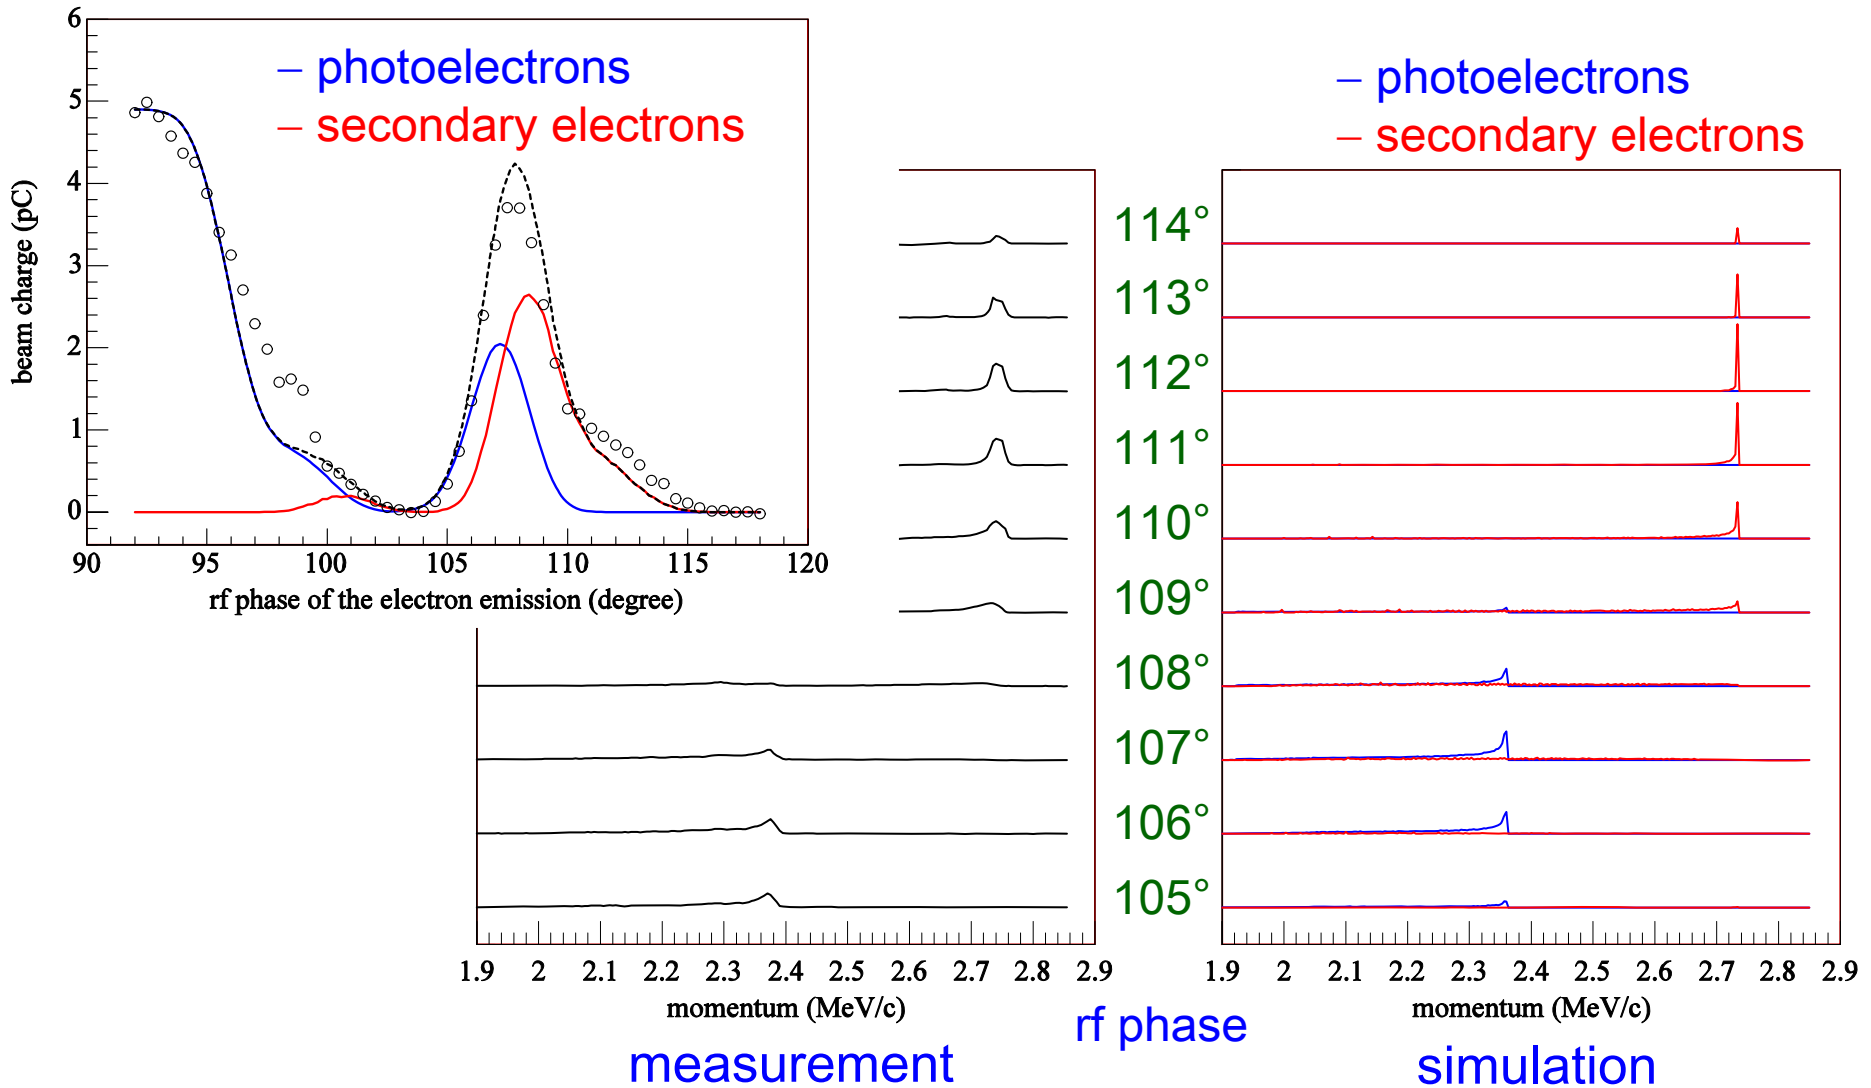 – photoelectrons
– secondary electrons
6
5
4
3
2
1
0
beam charge (pC)
90 95 100 105 110 115 120
rf phase of the electron emission (degree)
– photoelectrons
– secondary electrons
114°
113°
112°
111°
110°
109°
108°
107°
106°
105°
1.9 2 2.1 2.2 2.3 2.4 2.5 2.6 2.7 2.8 2.9
momentum (MeV/c)
measurement
rf phase
1.9 2 2.1 2.2 2.3 2.4 2.5 2.6 2.7 2.8 2.9
momentum (MeV/c)
simulation